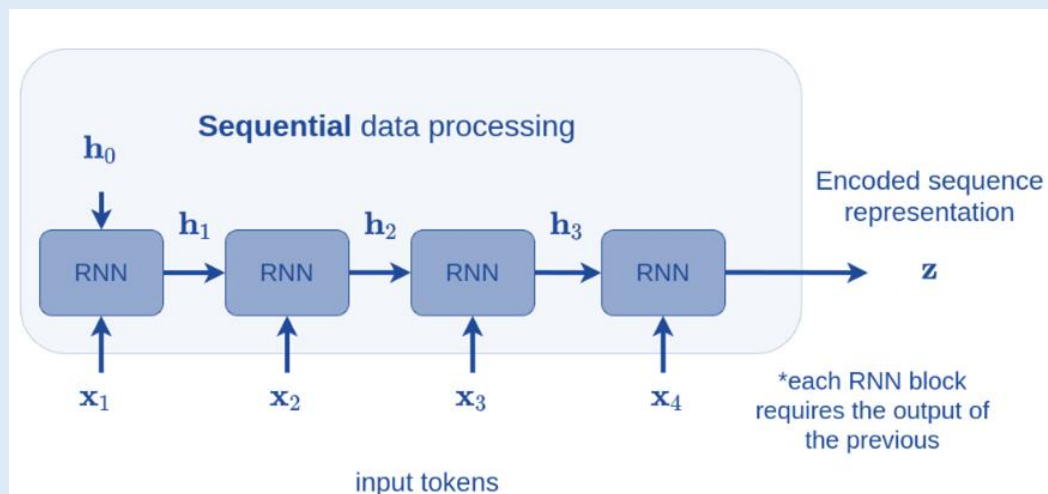 Sequential data processing
h₀
h₁
h₂
h₃
Encoded sequence
representation
RNN
RNN
RNN
RNN
z
x₁
x₂
x₃
x₄
*each RNN block
requires the output of
the previous
input tokens